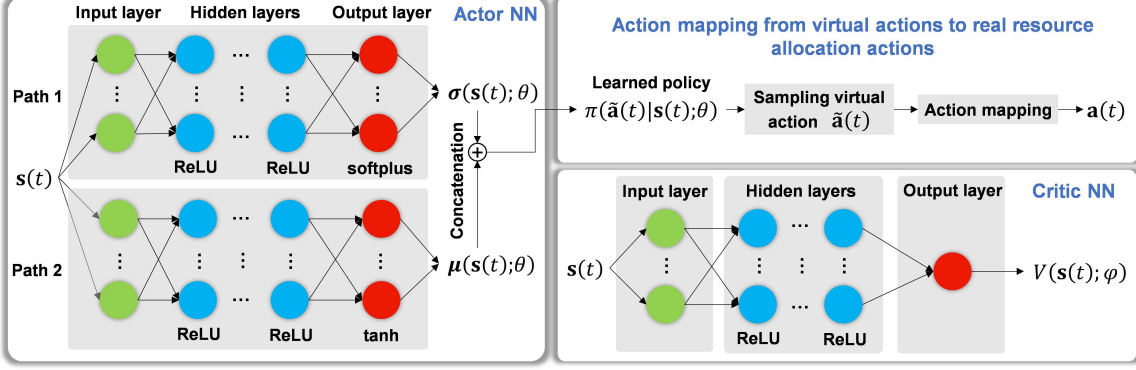 Input layer Hidden layers Output layer Actor NN
...
Path 1
⋮ ⋮ ⋮ ⋮
𝝈(𝐬(t);θ)
ReLU ReLU softplus
𝐬(t)
Concatenation
+
...
Path 2
⋮ ⋮ ⋮ ⋮
𝝁(𝐬(t);θ)
...
ReLU ReLU tanh
Action mapping from virtual actions to real resource
allocation actions
Learned policy
π(𝐚̃(t)|𝐬(t);θ)
Sampling virtual
action 𝐚̃(t)
Action mapping
𝐚(t)
Input layer Hidden layers Output layer Critic NN
...
𝐬(t)
⋮ ⋮ ⋮
V(𝐬(t);φ)
...
ReLU ReLU